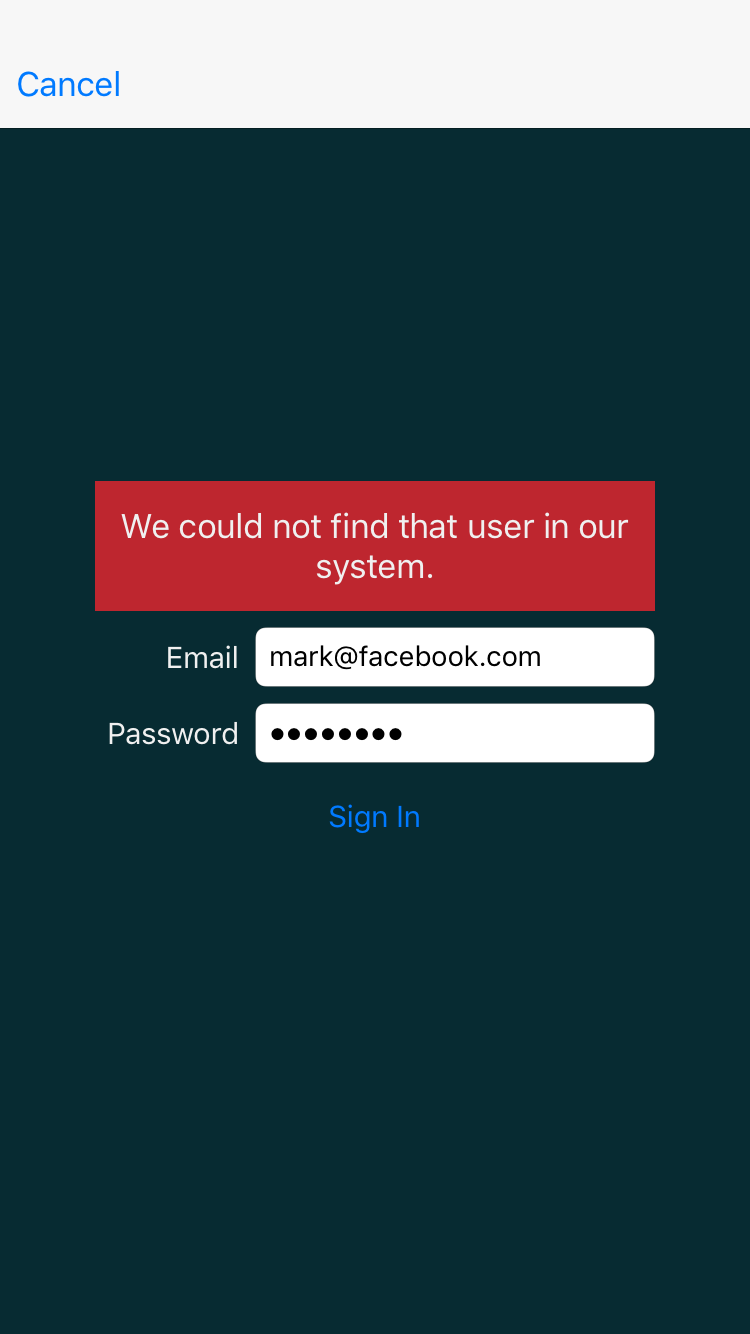 Cancel
We could not find that user in our
system.
Email mark@facebook.com
Password ••••••••
Sign In